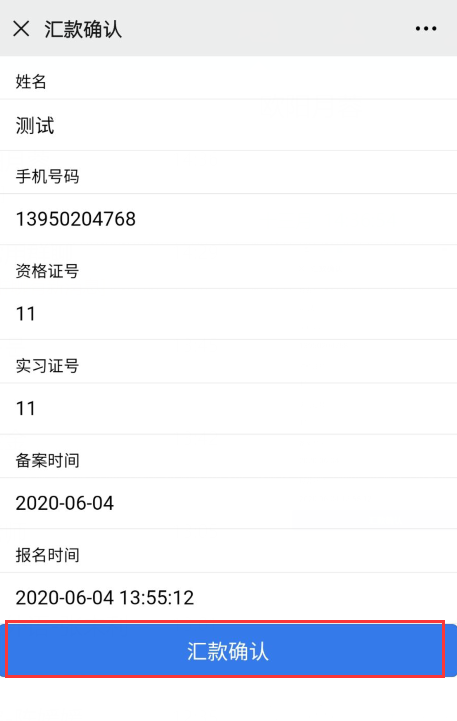 汇款确认
姓名
测试
手机号码
13950204768
资格证号
11
实习证号
11
备案时间
2020-06-04
报名时间
2020-06-04 13:55:12
汇款确认